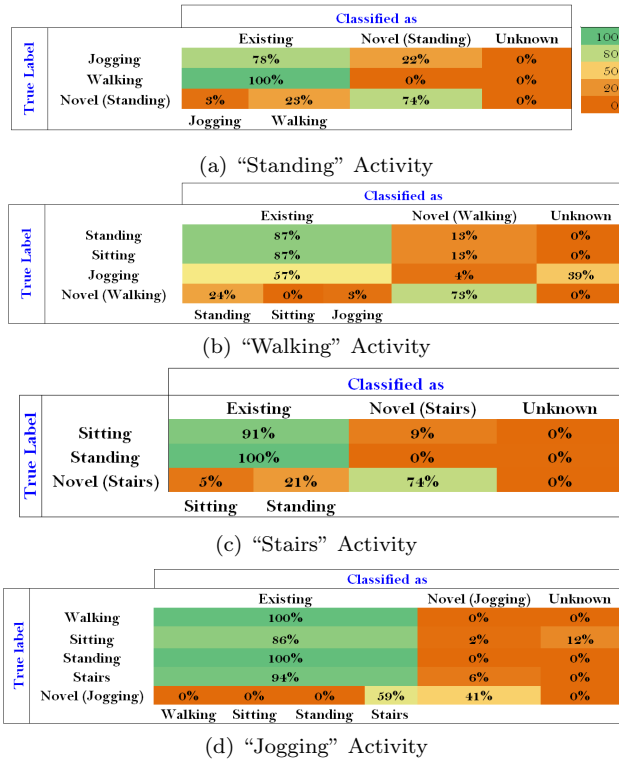 Classified as
Existing Novel (Standing) Unknown
True Label
Jogging 78% 22% 0%
Walking 100% 0% 0%
Novel (Standing) 3% 23% 74% 0%
Jogging Walking
100
80
50
20
0
(a) “Standing” Activity
Classified as
Existing Novel (Walking) Unknown
True Label
Standing 87% 13% 0%
Sitting 87% 13% 0%
Jogging 57% 4% 39%
Novel (Walking) 24% 0% 3% 73% 0%
Standing Sitting Jogging
(b) “Walking” Activity
Classified as
Existing Novel (Stairs) Unknown
True Label
Sitting 91% 9% 0%
Standing 100% 0% 0%
Novel (Stairs) 5% 21% 74% 0%
Sitting Standing
(c) “Stairs” Activity
Classified as
Existing Novel (Jogging) Unknown
True label
Walking 100% 0% 0%
Sitting 86% 2% 12%
Standing 100% 0% 0%
Stairs 94% 6% 0%
Novel (Jogging) 0% 0% 0% 59% 41% 0%
Walking Sitting Standing Stairs
(d) “Jogging” Activity